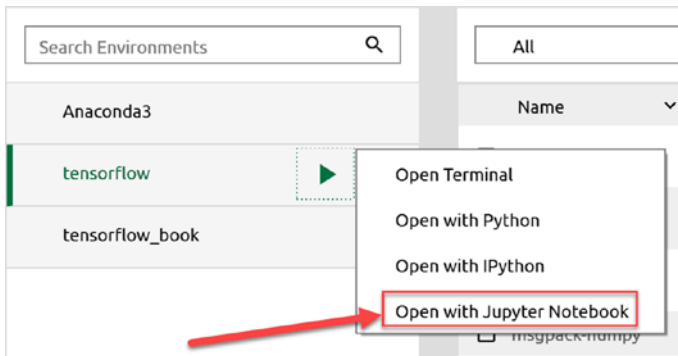 Search Environments
All
Anaconda3
Name
tensorflow
Open Terminal
Open with Python
tensorflow_book
Open with IPython
Open with Jupyter Notebook
msgpack-numpy